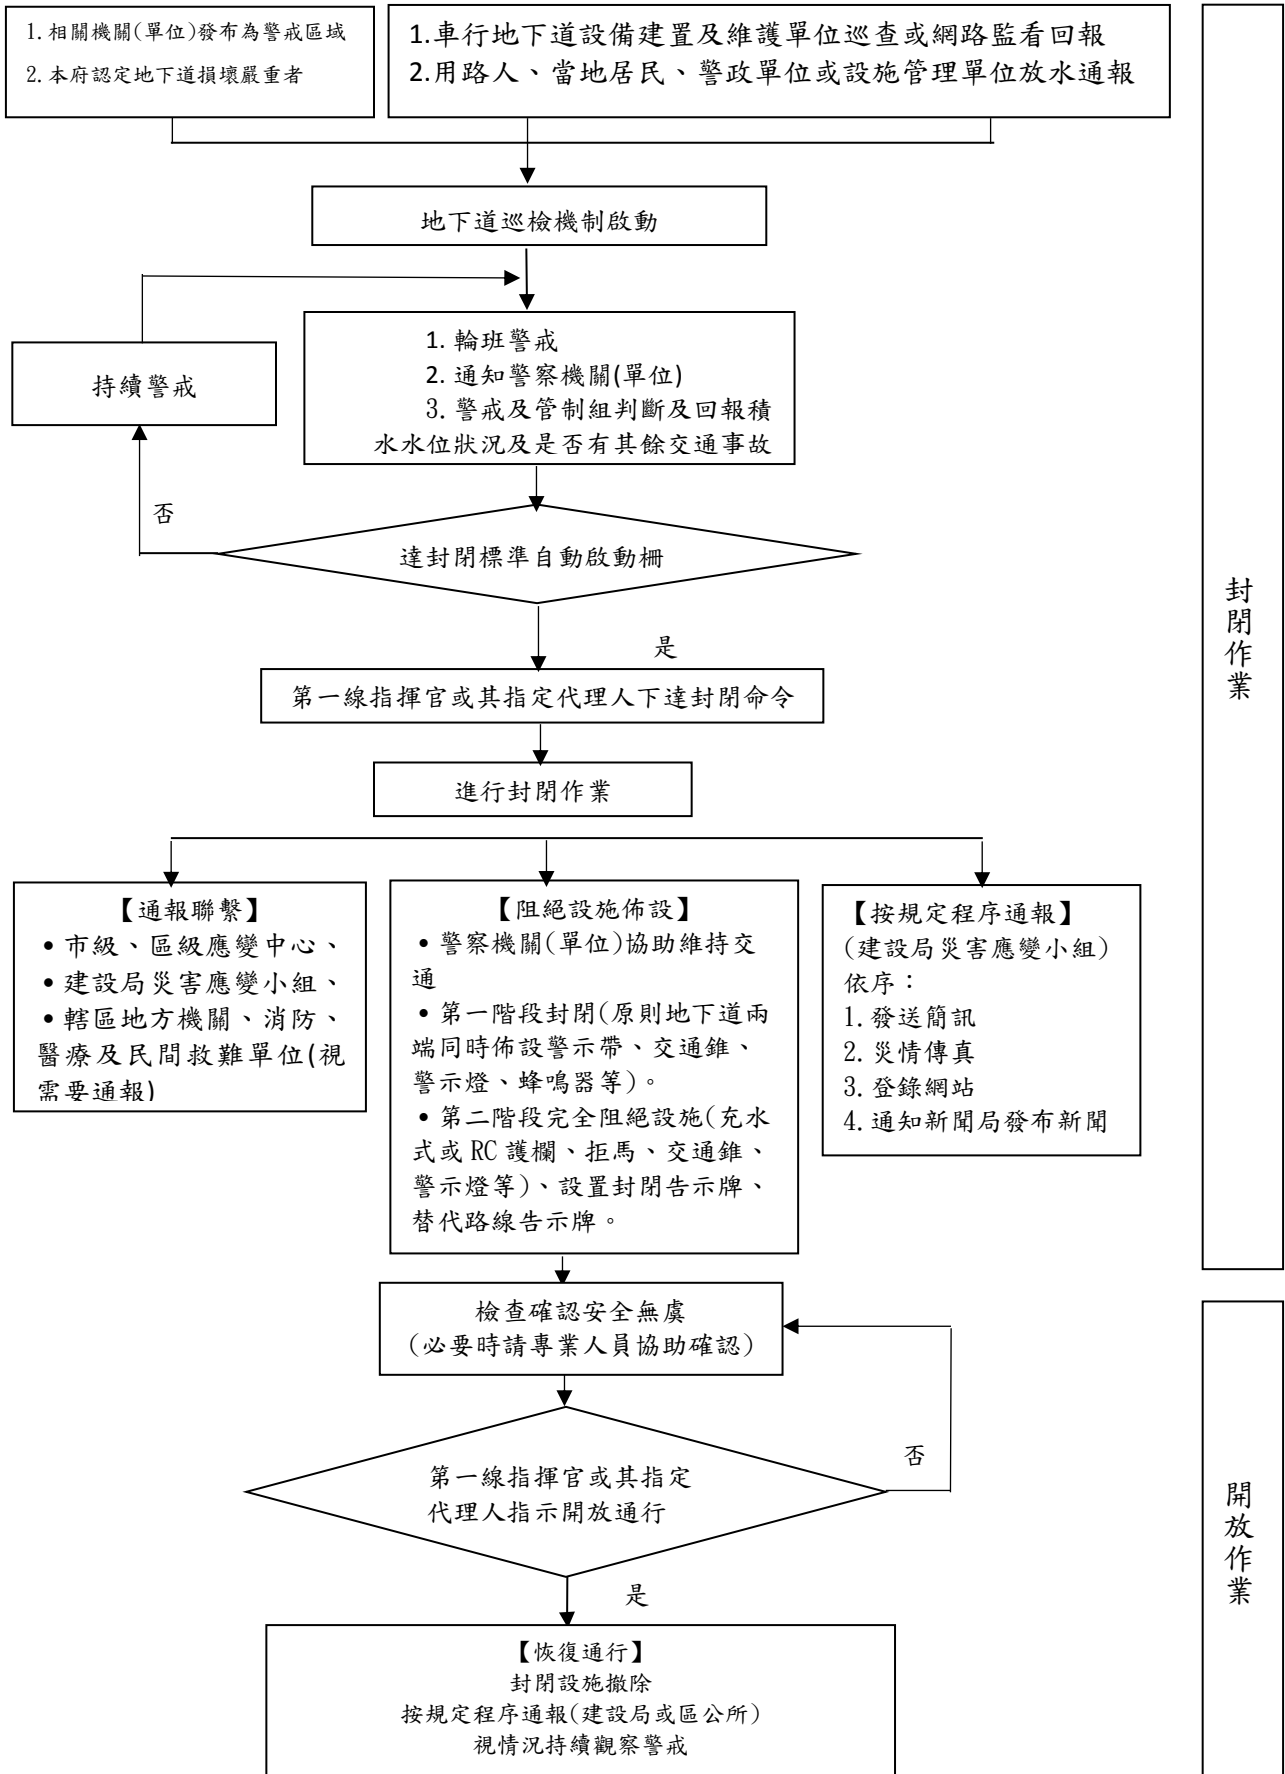 1.相關機關(單位)發布為警戒區域
2.本府認定地下道損壞嚴重者
1.車行地下道設備建置及維護單位巡查或網路監看回報
2.用路人、當地居民、警政單位或設施管理單位放水通報
地下道巡檢機制啟動
1. 輪班警戒
2. 通知警察機關(單位)
3. 警戒及管制組判斷及回報積
水水位狀況及是否有其餘交通事故
持續警戒
否
達封閉標準自動啟動柵
是
第一線指揮官或其指定代理人下達封閉命令
進行封閉作業
【通報聯繫】
•市級、區級應變中心、
•建設局災害應變小組、
•轄區地方機關、消防、
醫療及民間救難單位(視
需要通報)
【阻絕設施佈設】
•警察機關(單位)協助維持交
通
•第一階段封閉(原則地下道兩
端同時佈設警示帶、交通錐、
警示燈、蜂鳴器等)。
•第二階段完全阻絕設施(充水
式或 RC 護欄、拒馬、交通錐、
警示燈等)、設置封閉告示牌、
替代路線告示牌。
【按規定程序通報】
(建設局災害應變小組)
依序：
1.發送簡訊
2.災情傳真
3.登錄網站
4.通知新聞局發布新聞
封閉作業
檢查確認安全無虞
(必要時請專業人員協助確認)
否
第一線指揮官或其指定
代理人指示開放通行
是
【恢復通行】
封閉設施撤除
按規定程序通報(建設局或區公所)
視情況持續觀察警戒
開放作業